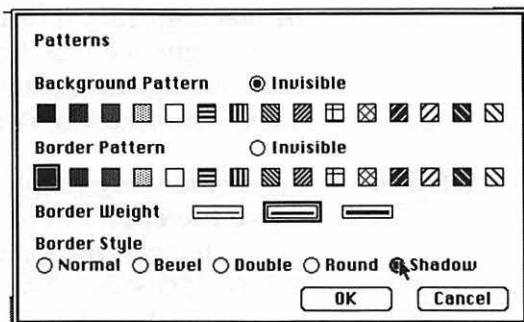 Patterns
Background Pattern Invisible
Border Pattern Invisible
Border Weight
Border Style
Normal Bevel Double Round Shadow
OK Cancel